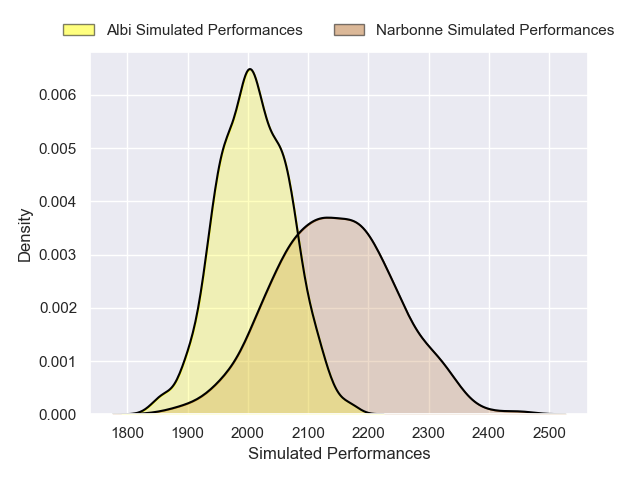 Albi Simulated Performances
Narbonne Simulated Performances
Density
0.006
0.005
0.004
0.003
0.002
0.001
0.000
1800 1900 2000 2100 2200 2300 2400 2500
Simulated Performances